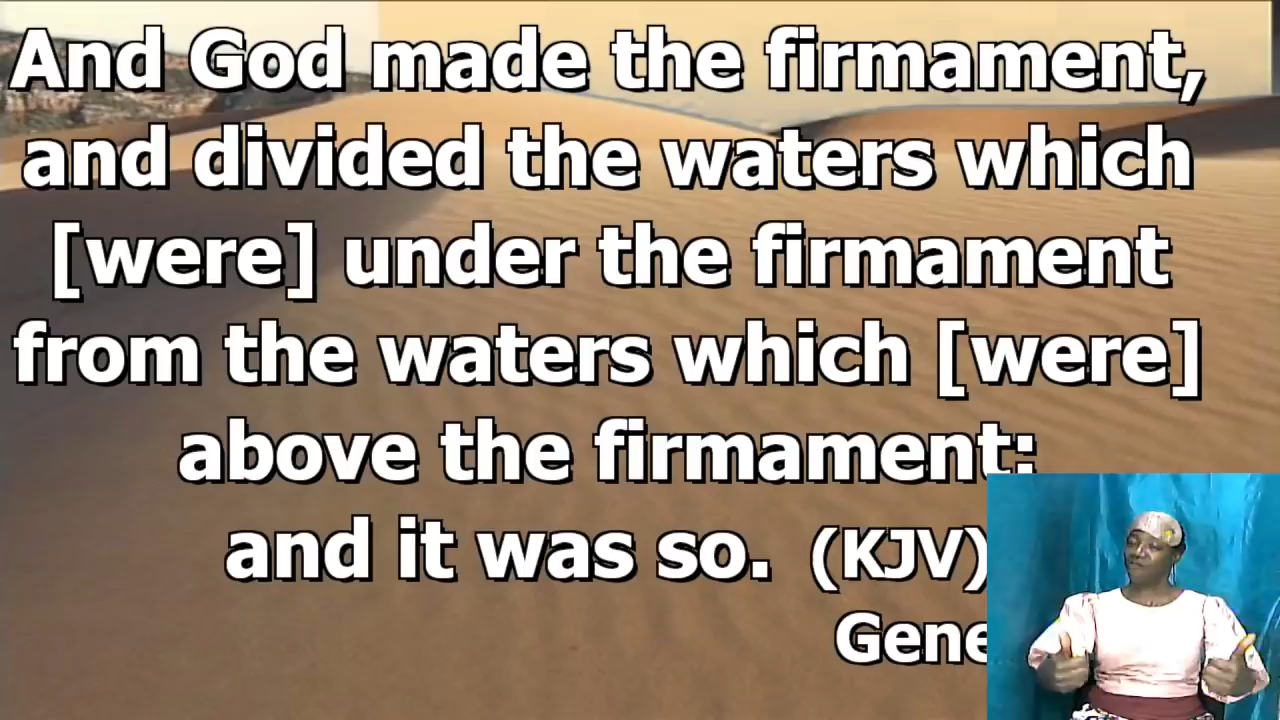 And God made the firmament,
and divided the waters which
[were] under the firmament
from the waters which [were]
above the firmament:
and it was so. (KJV)